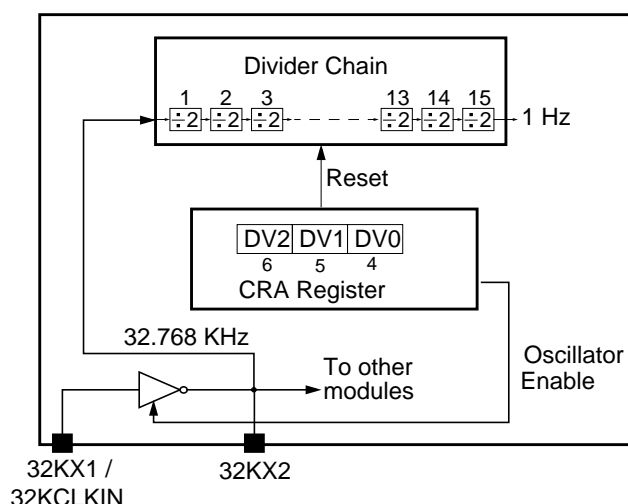 Divider Chain
1 2 3 13 14 15
÷2 ÷2 ÷2 ÷2 ÷2 ÷2 1 Hz
Reset
DV2 DV1 DV0
6 5 4
CRA Register
32.768 KHz
To other
modules
Oscillator
Enable
32KX1 /
32KCLKIN
32KX2